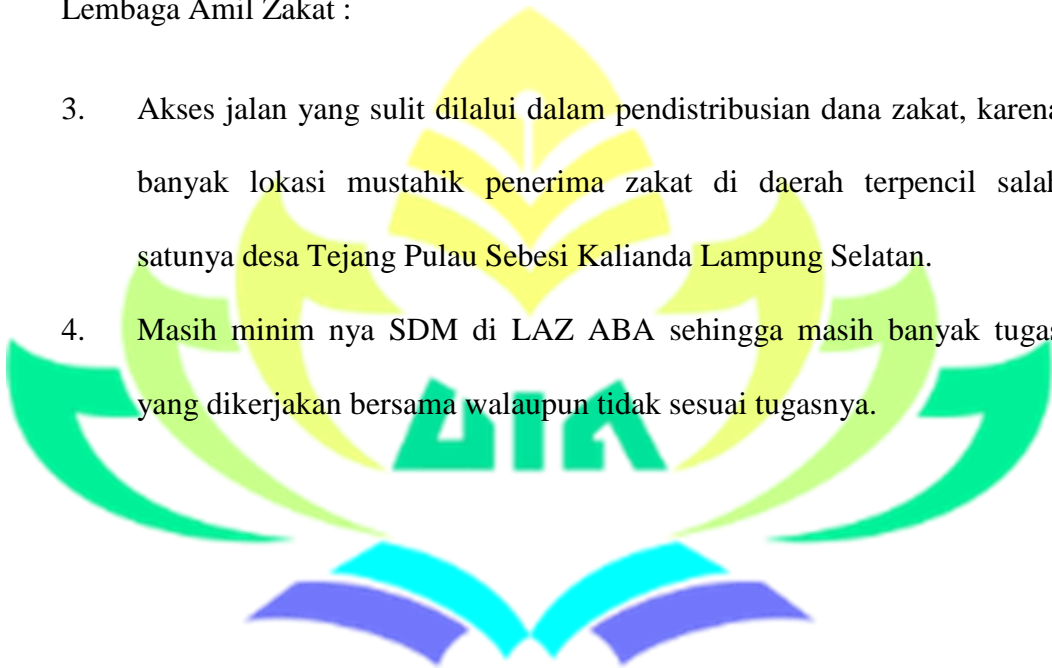 Lembaga Amil Zakat :
3. Akses jalan yang sulit dilalui dalam pendistribusian dana zakat, karena
banyak lokasi mustahik penerima zakat di daerah terpencil salah
satunya desa Tejang Pulau Sebesi Kalianda Lampung Selatan.
4. Masih minim nya SDM di LAZ ABA sehingga masih banyak tugas
yang dikerjakan bersama walaupun tidak sesuai tugasnya.